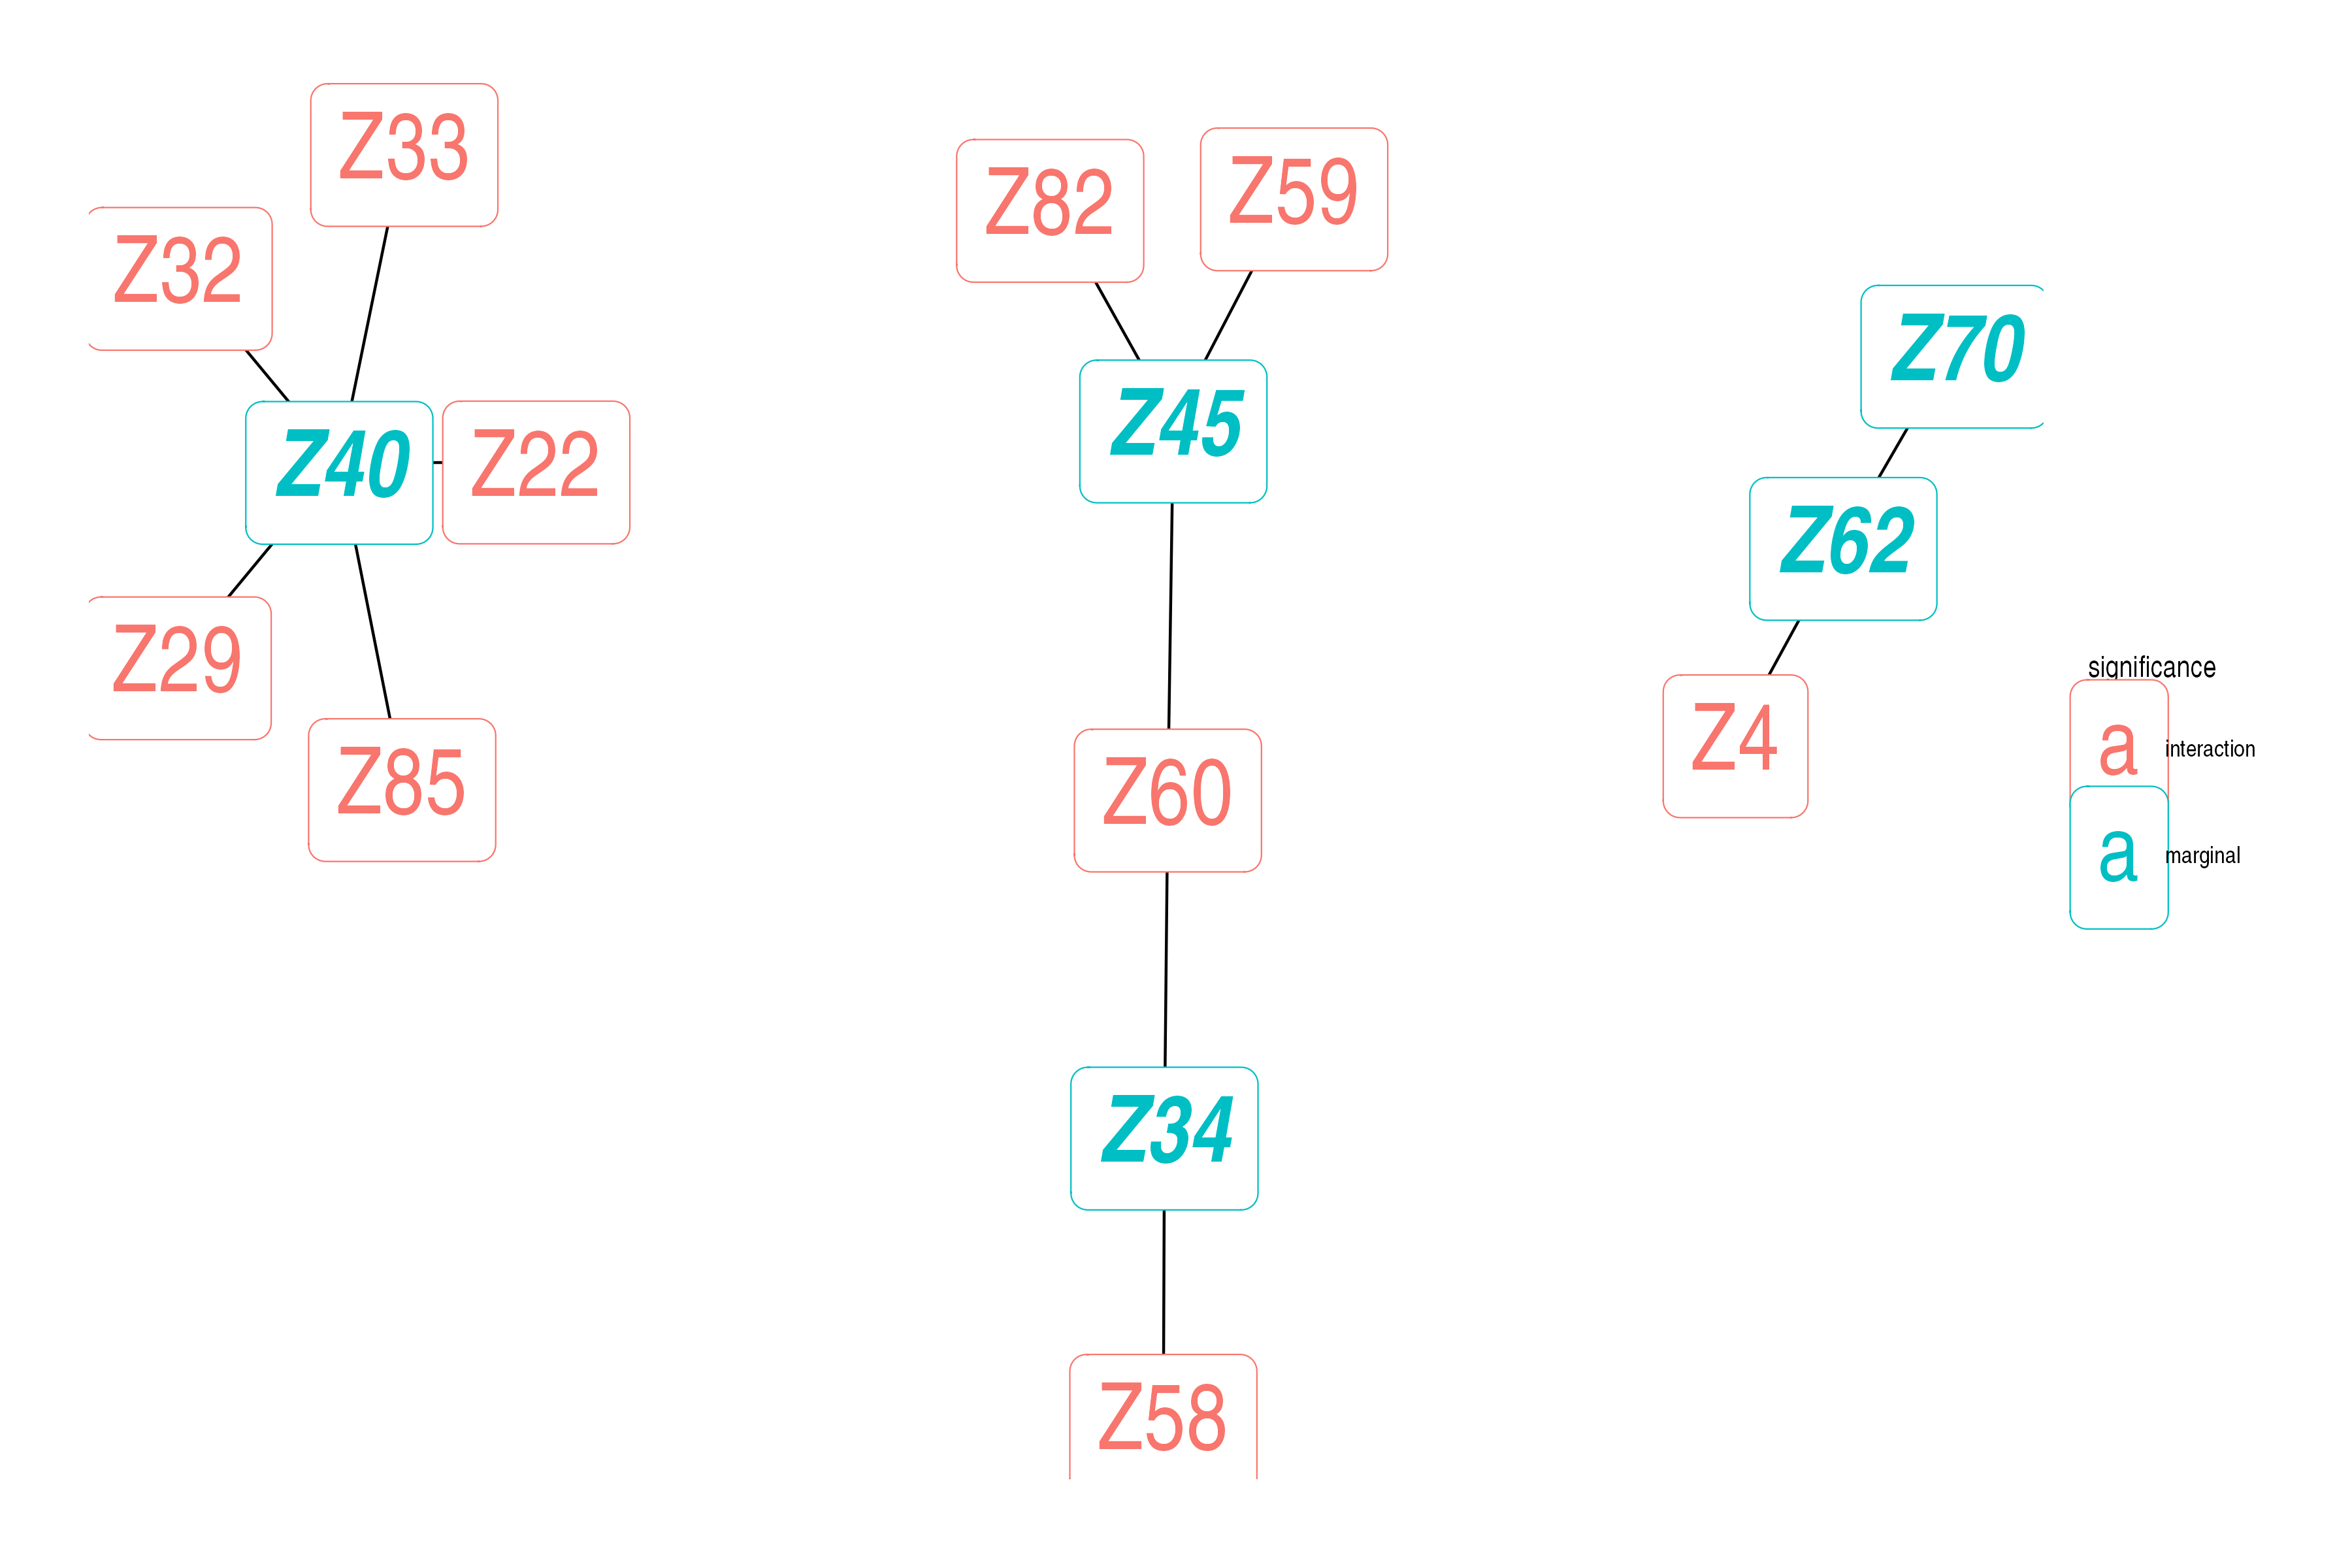 Z33
Z32
Z40
Z22
Z29
Z85
Z82
Z59
Z45
Z60
Z34
Z58
Z70
Z62
Z4
significance
a interaction
a marginal